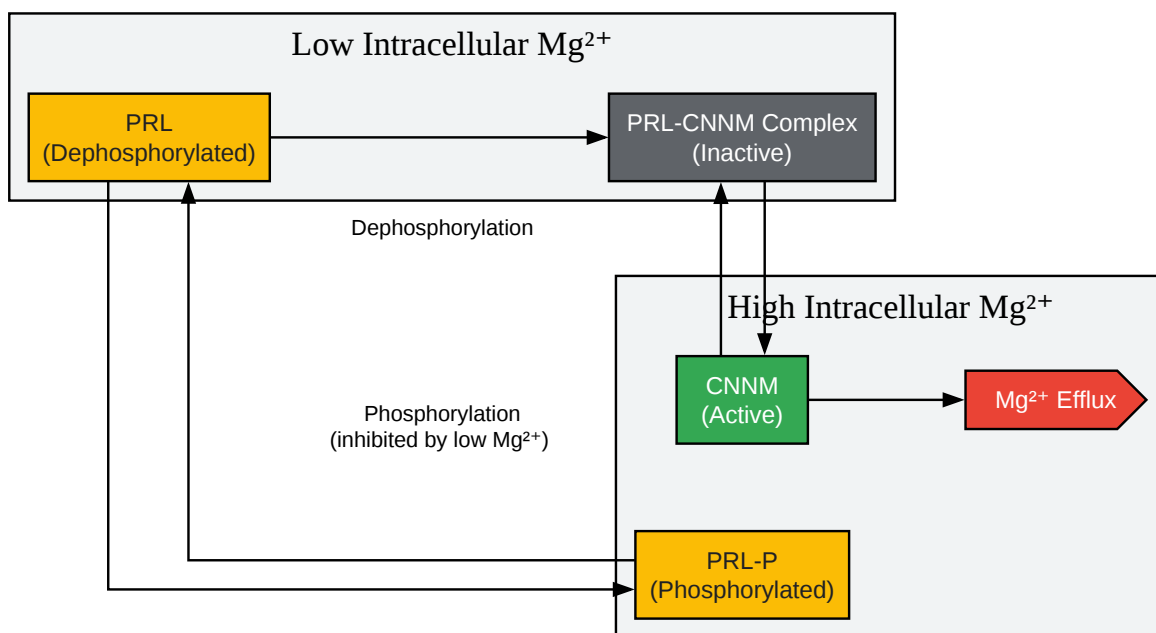 Low Intracellular Mg²⁺
PRL
(Dephosphorylated)
PRL-CNNM Complex
(Inactive)
Dephosphorylation
High Intracellular Mg²⁺
CNNM
(Active)
Mg²⁺ Efflux
Phosphorylation
(inhibited by low Mg²⁺)
PRL-P
(Phosphorylated)